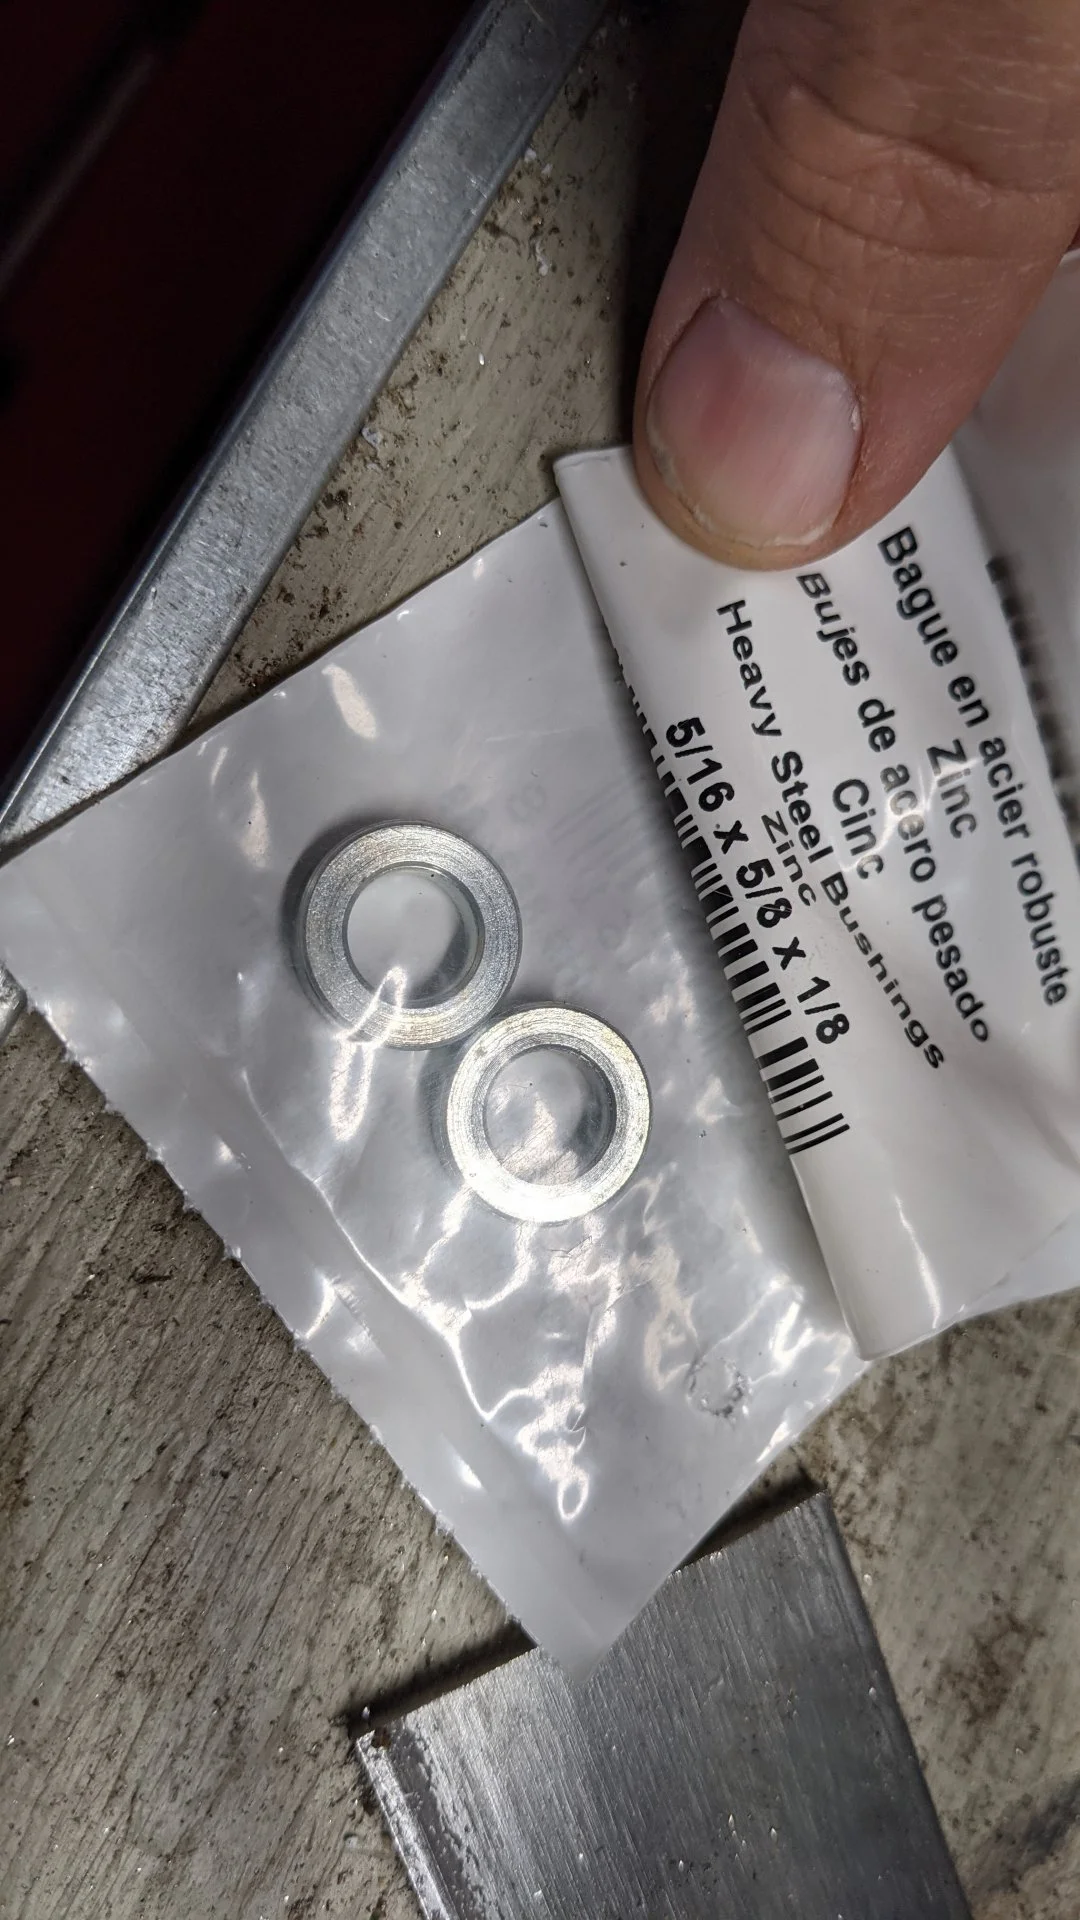 Bague en acier robuste
Zinc
Bujes de acero pesado
Cinc
Heavy Steel Bushings
Zinc
5/16 x 5/8 x 1/8